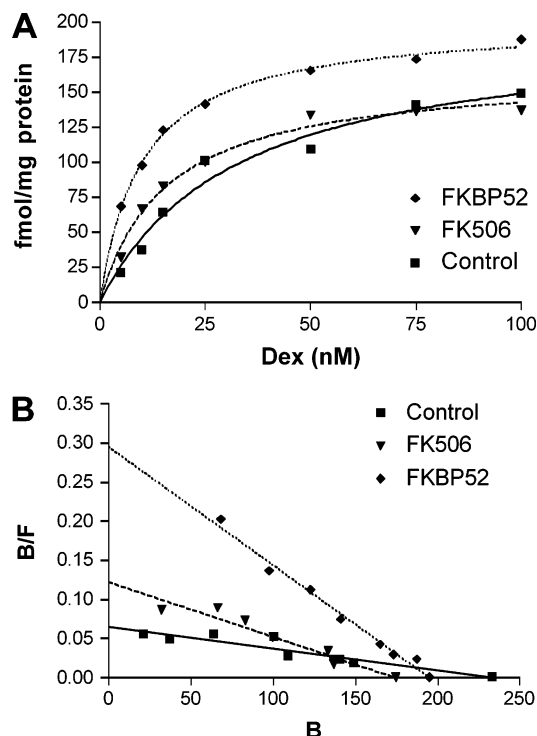 A
200
175
150
125
100
75
50
25
0
fmol/mg protein
FKBP52
FK506
Control
0 25 50 75 100
Dex (nM)
B
0.35
0.30
0.25
0.20
0.15
0.10
0.05
0.00
B/F
Control
FK506
FKBP52
0 50 100 150 200 250
B